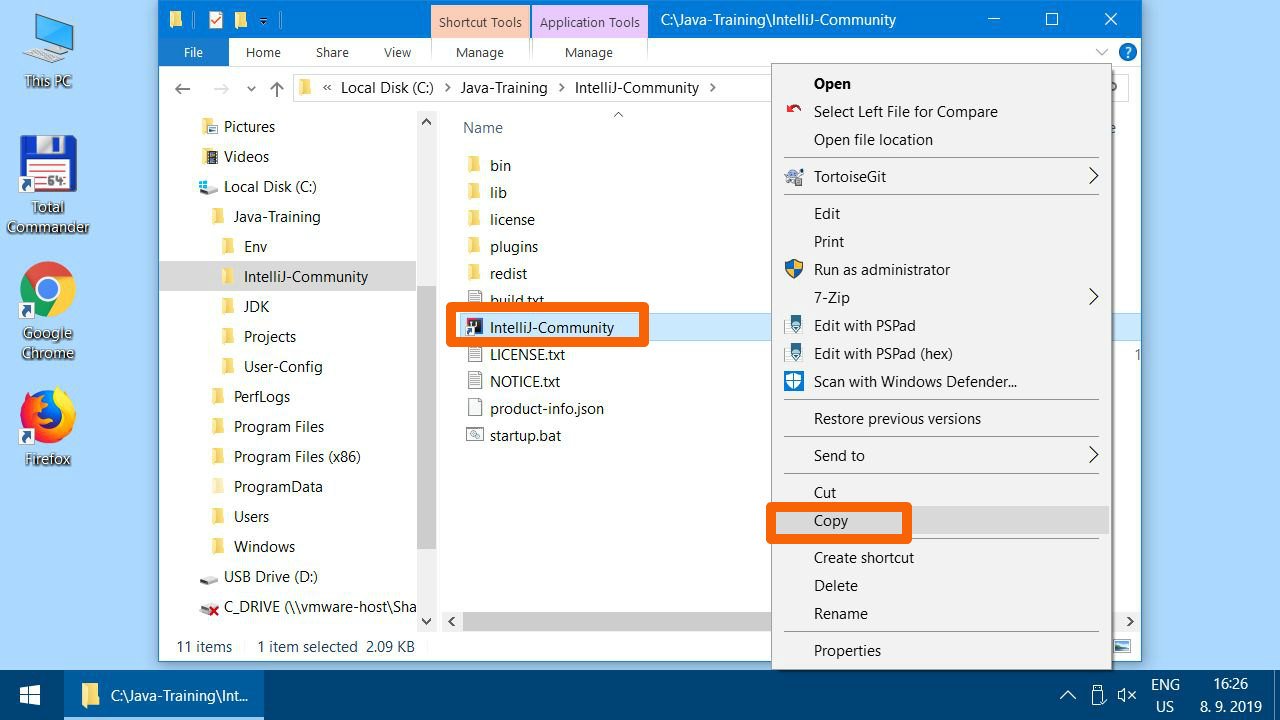 This PC
Total
Commander
64.
Google
Chrome
Firefox
Shortcut Tools
Application Tools
C:\Java-Training\IntelliJ-Community
File
Home
Share
View
Manage
Manage
?
« Local Disk (C:) > Java-Training > IntelliJ-Community >
Pictures
Videos
Local Disk (C:)
Java-Training
Env
IntelliJ-Community
JDK
Projects
User-Config
PerfLogs
Program Files
Program Files (x86)
ProgramData
Users
Windows
USB Drive (D:)
C_DRIVE (\\vmware-host\Sha
Name
bin
lib
license
plugins
redist
build.txt
IntelliJ-Community
LICENSE.txt
1
NOTICE.txt
product-info.json
startup.bat
Open
Select Left File for Compare
Open file location
TortoiseGit
Edit
Print
Run as administrator
7-Zip
Edit with PSPad
Edit with PSPad (hex)
Scan with Windows Defender...
Restore previous versions
Send to
Cut
Copy
Create shortcut
Delete
Rename
Properties
11 items
1 item selected 2.09 KB
C:\Java-Training\Int...
ENG
US
16:26
8. 9. 2019